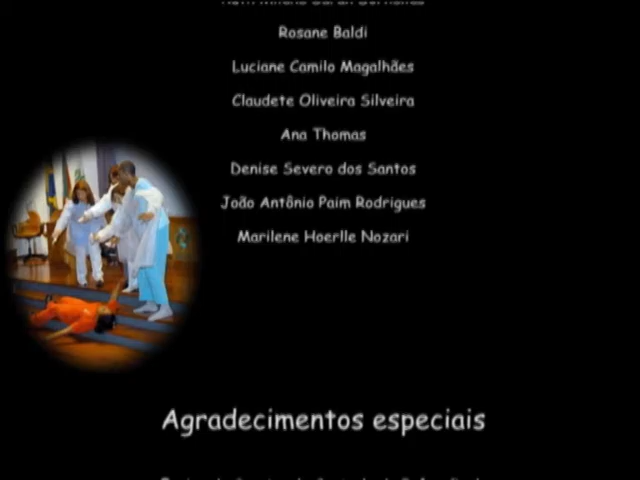 Rosane Baldi
Luciane Camilo Magalhães
Claudete Oliveira Silveira
Ana Thomas
Denise Severo dos Santos
João Antônio Paim Rodrigues
Marilene Hoerlle Nozari
Agradecimentos especiais